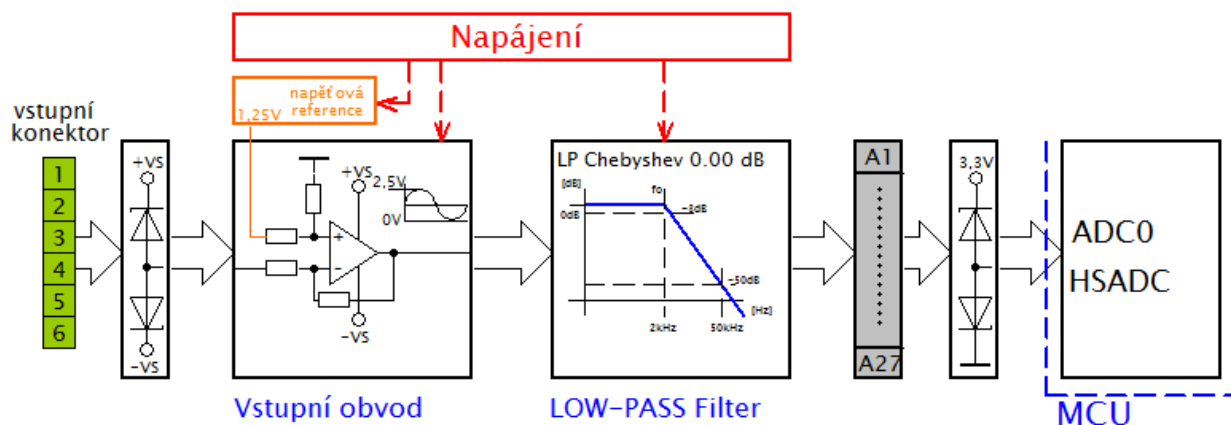 Napájení
napěťová
reference
1,25V
vstupní
konektor
1
2
3
4
5
6
+VS
-VS
+VS
2,5V
0V
+
-
-VS
Vstupní obvod
LP Chebyshev 0.00 dB
[dB]
fo
0dB
-3dB
-50dB
[Hz]
2kHz
50kHz
LOW-PASS Filter
A1
A27
3,3V
ADC0
HSADC
MCU